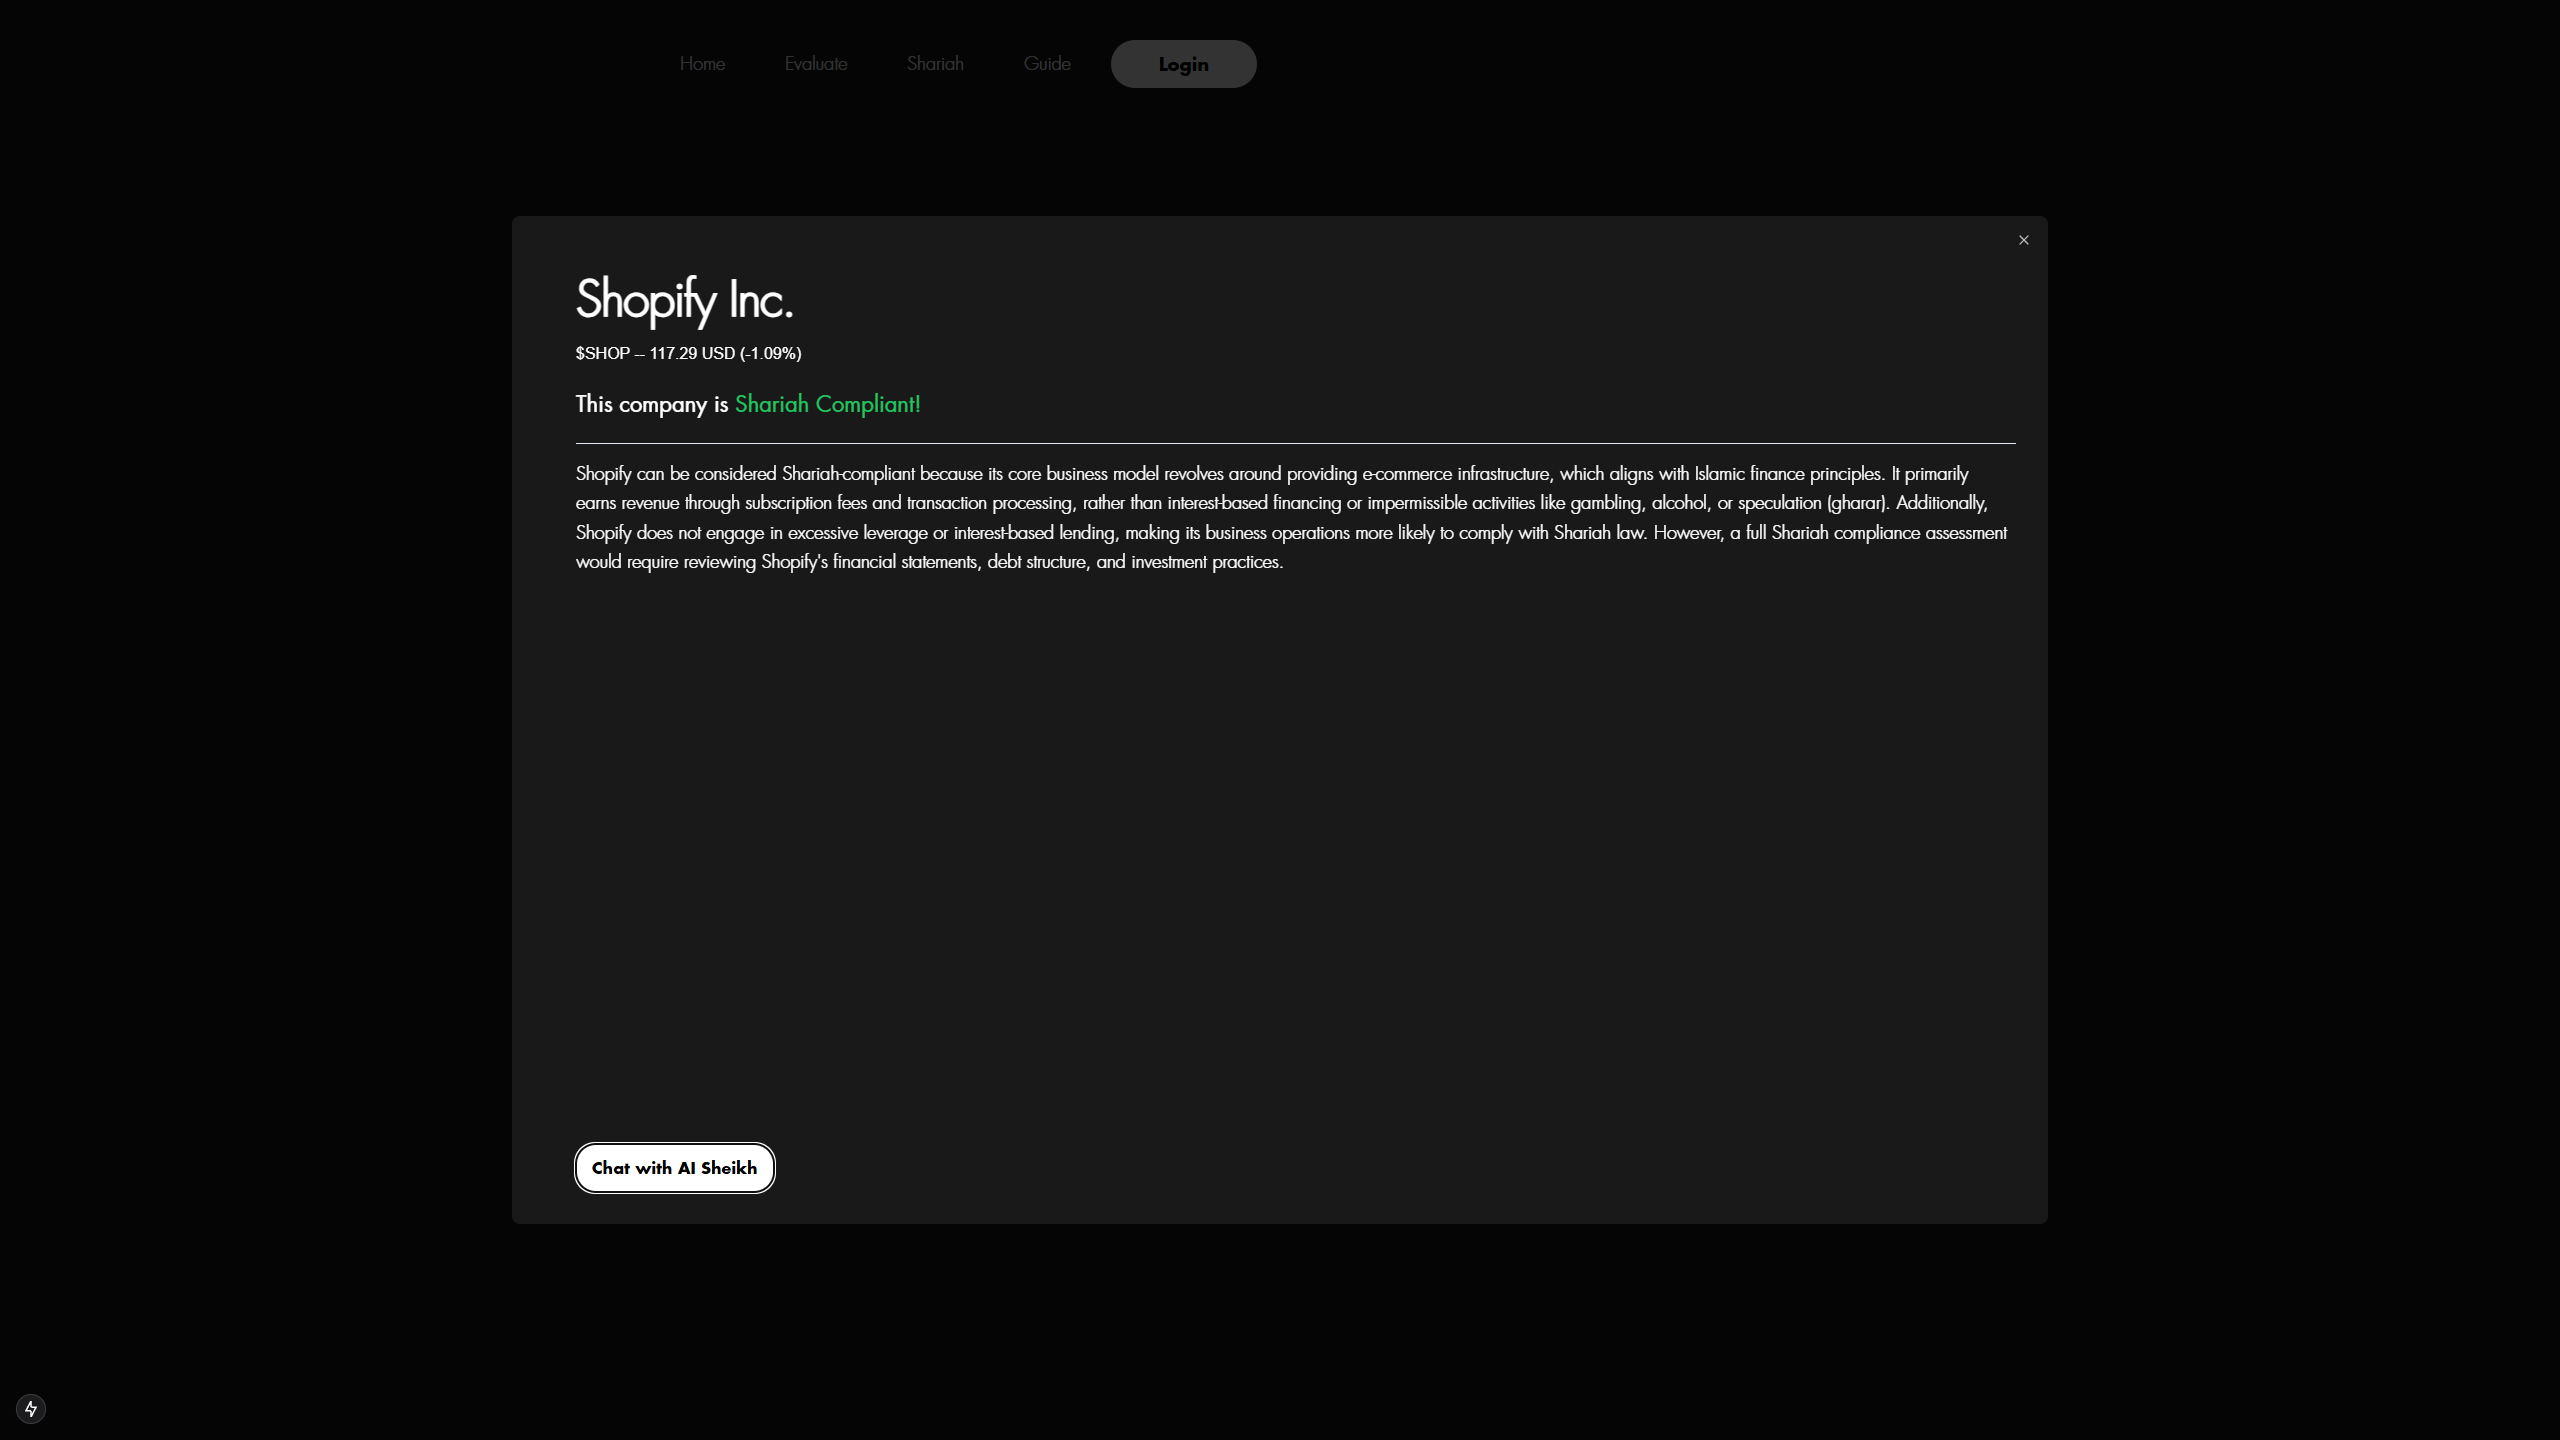 Home Evaluate Shariah Guide Login
Shopify Inc.
$SHOP -- 117.29 USD (-1.09%)
This company is Shariah Compliant!
Shopify can be considered Shariah-compliant because its core business model revolves around providing e-commerce infrastructure, which aligns with Islamic finance principles. It primarily
earns revenue through subscription fees and transaction processing, rather than interest-based financing or impermissible activities like gambling, alcohol, or speculation (gharar). Additionally,
Shopify does not engage in excessive leverage or interest-based lending, making its business operations more likely to comply with Shariah law. However, a full Shariah compliance assessment
would require reviewing Shopify's financial statements, debt structure, and investment practices.
Chat with AI Sheikh